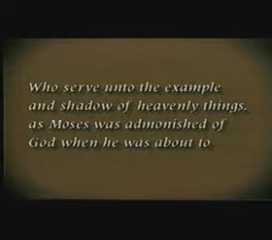 Who serve unto the example
and shadow of heavenly things,
as Moses was admonished of
God when he was about to